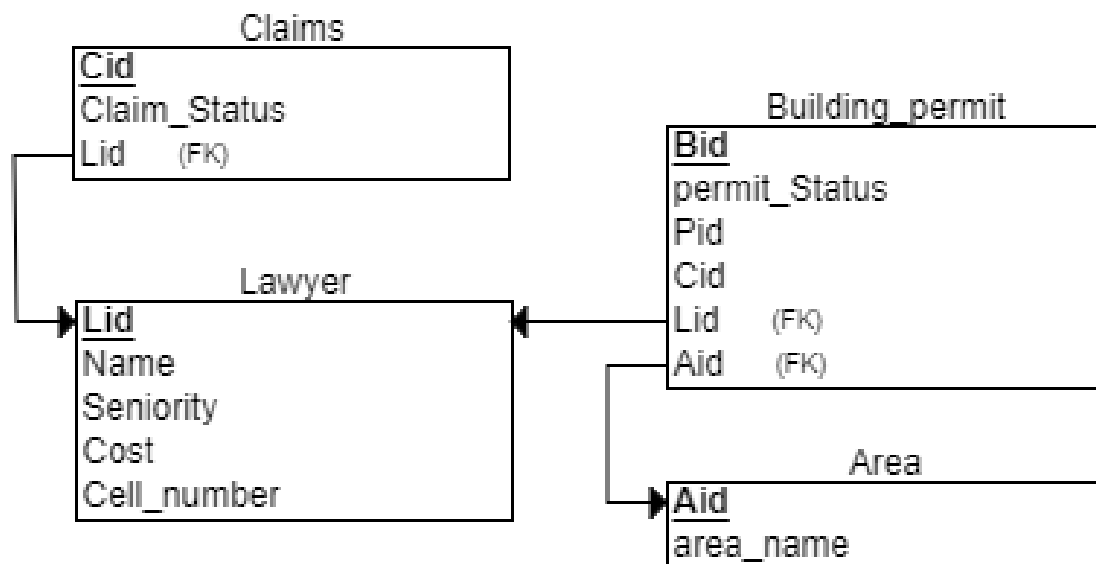 Claims
Cid
Claim_Status
Lid (FK)
Lawyer
Lid
Name
Seniority
Cost
Cell_number
Building_permit
Bid
permit_Status
Pid
Cid
Lid (FK)
Aid (FK)
Area
Aid
area_name